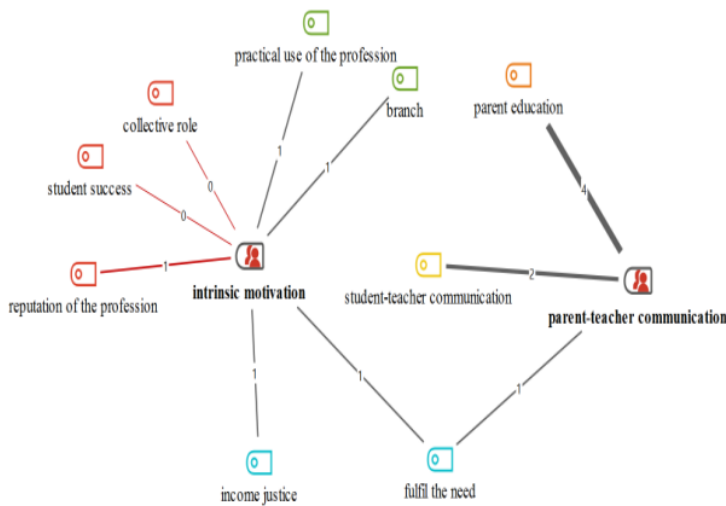 practical use of the profession
branch
parent education
collective role
student success
1
1
4
0
0
1
reputation of the profession
intrinsic motivation
student-teacher communication
2
parent-teacher communication
1
1
1
income justice
fulfil the need